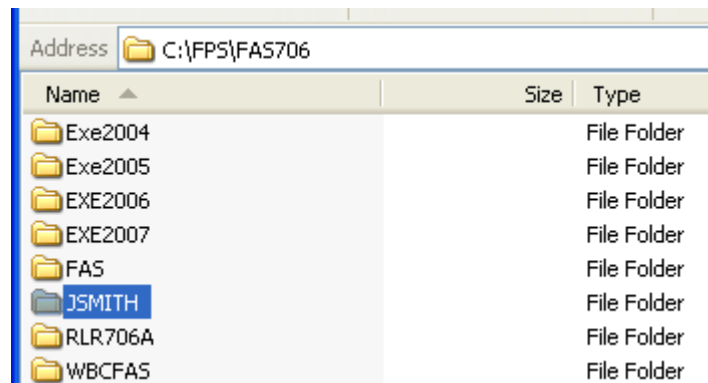 Address C:\FPS\FAS706
Name Size Type
Exe2004 File Folder
Exe2005 File Folder
EXE2006 File Folder
EXE2007 File Folder
FAS File Folder
JSMITH File Folder
RLR706A File Folder
WBCFAS File Folder